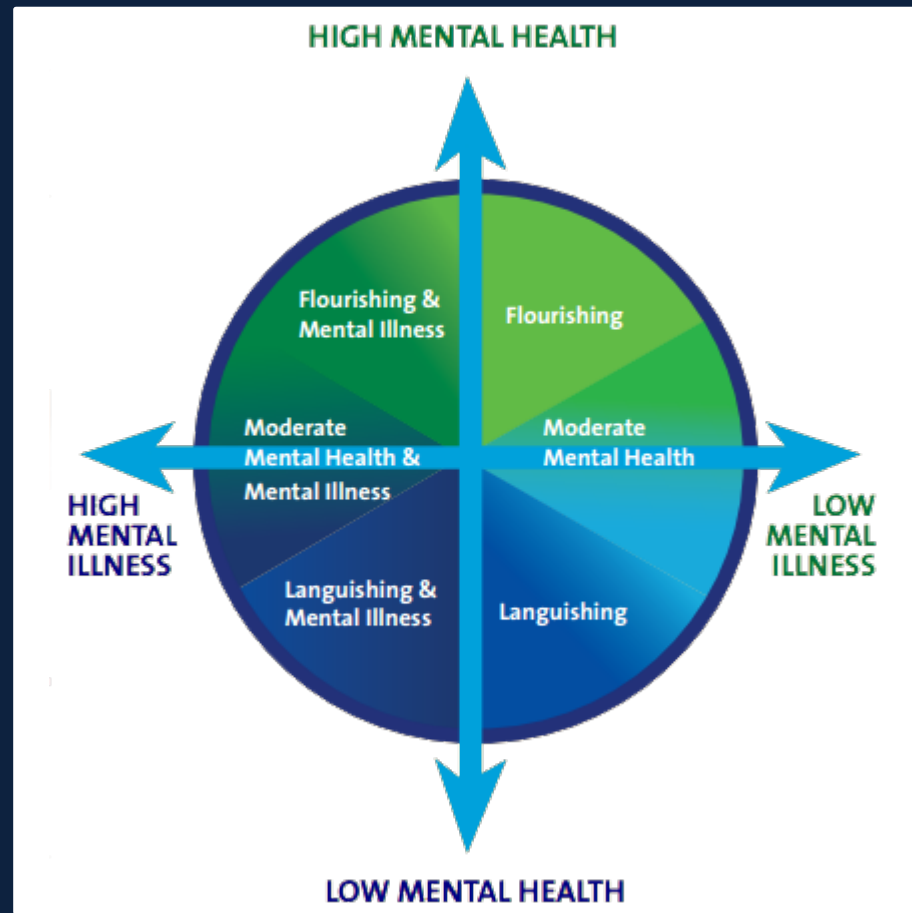 HIGH MENTAL HEALTH
Flourishing &
Mental Illness
Flourishing
Moderate
Mental Health &
Mental Illness
Moderate
Mental Health
HIGH
MENTAL
ILLNESS
LOW
MENTAL
ILLNESS
Languishing &
Mental Illness
Languishing
LOW MENTAL HEALTH